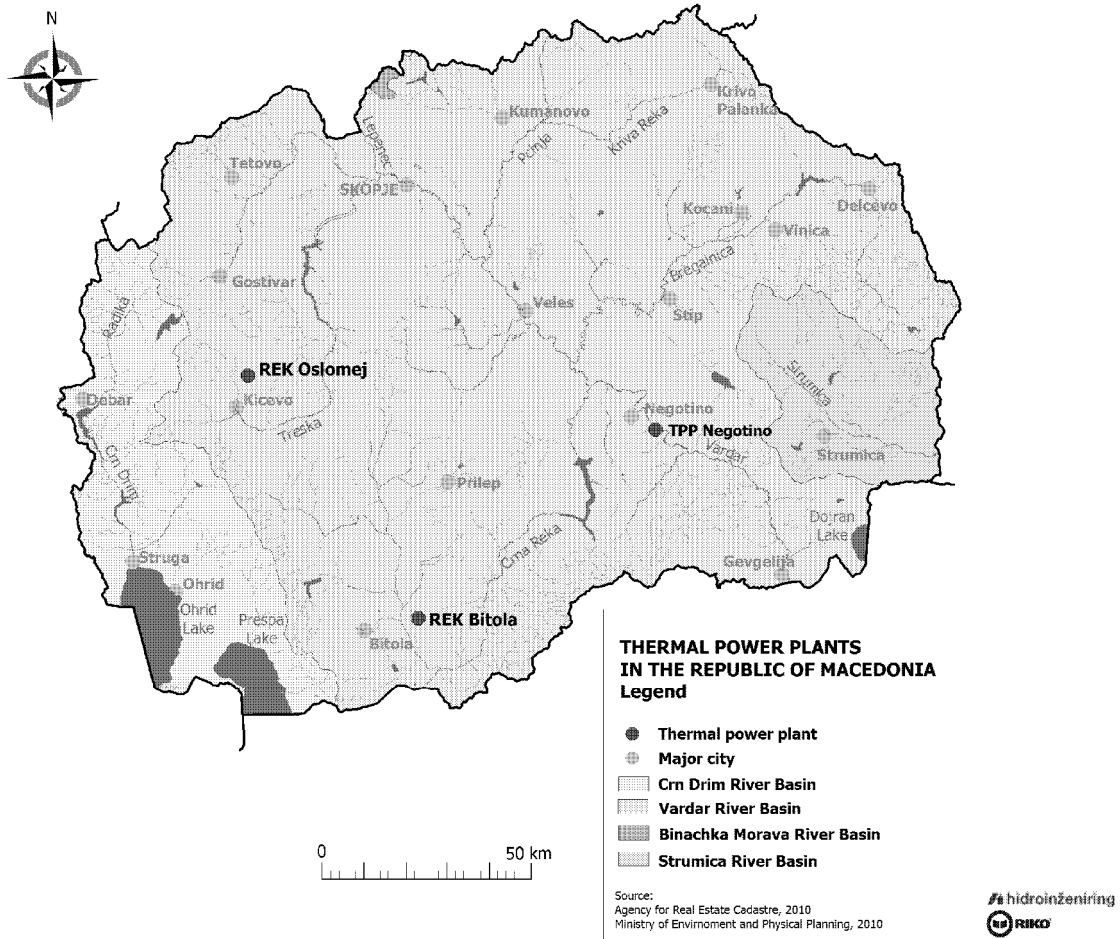 N
Kriva
Palanka
Kumanovo
Kriva Reka
Pcinja
Lepenec
Tetovo
SKOPJE
Kocani
Delcevo
Vinica
Bregalnica
Gostivar
Veles
Stip
Radika
REK Oslomej
Strumica
Debar
Kicevo
Treska
Negotino
TPP Negotino
Vardar
Strumica
Crn Drim
Prilep
Dojran
Lake
Crna Reka
Struga
Gevgelija
Ohrid
Ohrid
Lake
Prespa
Lake
REK Bitola
Bitola
THERMAL POWER PLANTS
IN THE REPUBLIC OF MACEDONIA
Legend
Thermal power plant
Major city
Crn Drim River Basin
Vardar River Basin
Binachka Morava River Basin
Strumica River Basin
0 50 km
Source:
Agency for Real Estate Cadastre, 2010
Ministry of Envirnoment and Physical Planning, 2010
hidroinženiring
RIKO